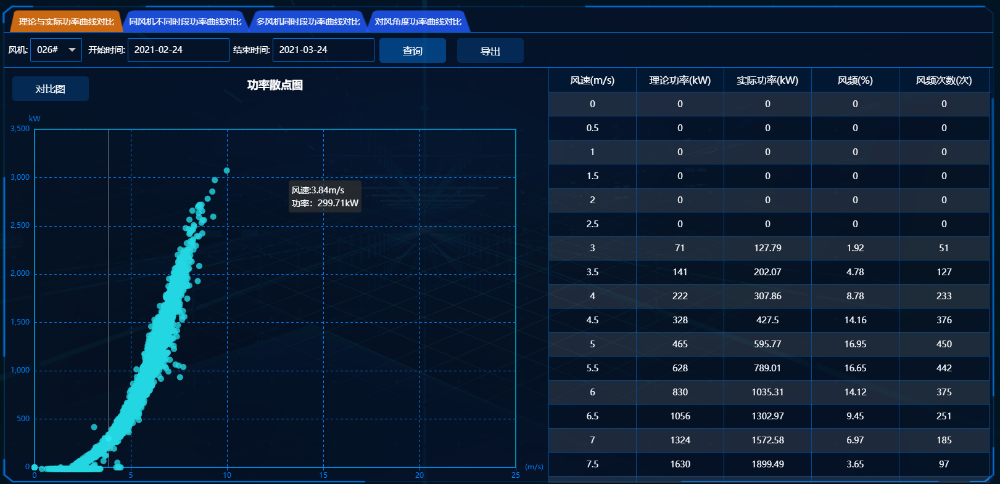 理论与实际功率曲线对比 同风机不同时段功率曲线对比 多风机同时段功率曲线对比 对风角度功率曲线对比
风机: 026# 开始时间: 2021-02-24 结束时间: 2021-03-24 查询 导出
对比图
功率散点图
kW
3,500
3,000
2,500
2,000
1,500
1,000
500
0
0 5 10 15 20 25
(m/s)
风速:3.84m/s
功率：299.71kW
风速(m/s) 理论功率(kW) 实际功率(kW) 风频(%) 风频次数(次)
0 0 0 0 0
0.5 0 0 0 0
1 0 0 0 0
1.5 0 0 0 0
2 0 0 0 0
2.5 0 0 0 0
3 71 127.79 1.92 51
3.5 141 202.07 4.78 127
4 222 307.86 8.78 233
4.5 328 427.5 14.16 376
5 465 595.77 16.95 450
5.5 628 789.01 16.65 442
6 830 1035.31 14.12 375
6.5 1056 1302.97 9.45 251
7 1324 1572.58 6.97 185
7.5 1630 1899.49 3.65 97